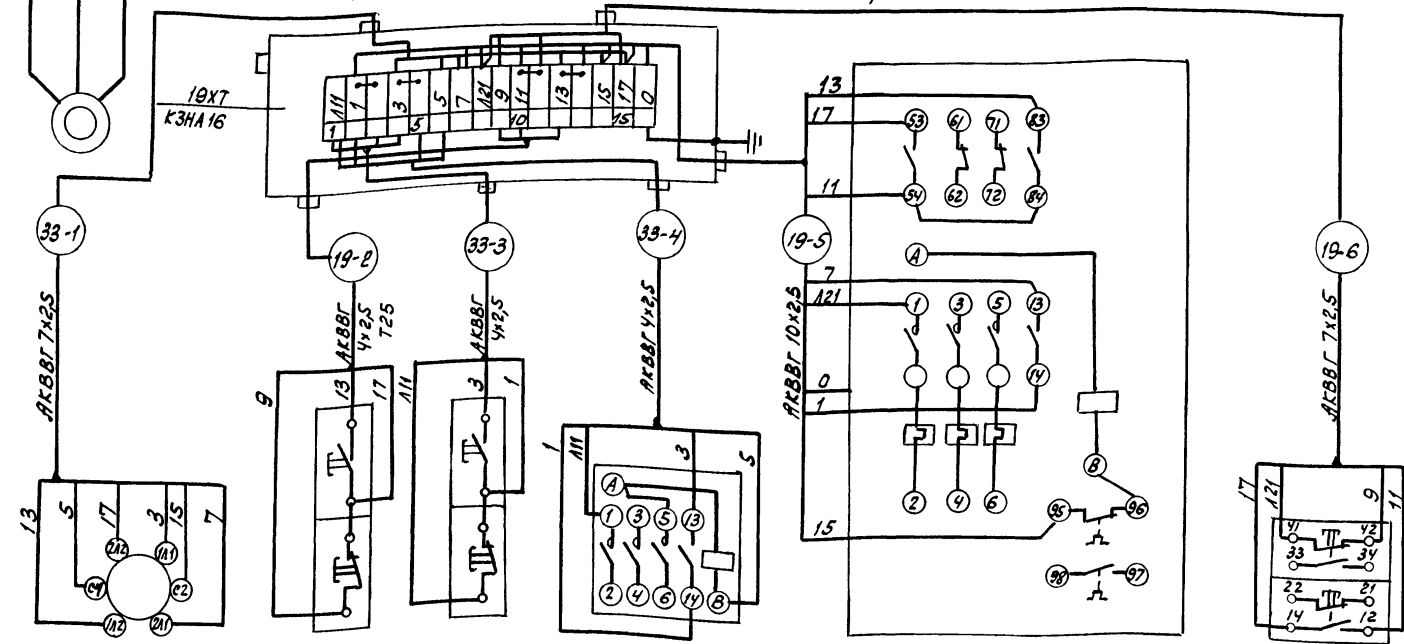 19ХТ
КЗНА16
Л11 1 3 5 7 Л21 9 11 13 15 17 0
1 5 10 15
33-1
19-2
33-3
33-4
19-5
19-6
АКВВГ 7х2,5
АКВВГ
4х2,5
Т25
АКВВГ
4х2,5
АКВВГ 4х2,5
АКВВГ 10х2,5
АКВВГ 7х2,5
13 5 17 3 15 7
2Л2 1Л1
С4 С2
1Л2 2Л1
9 13 17
Л11 3 1
1 Л11 3 5
А
1 3 5 13
2 4 6 14 В
13
17
11
53 61 71 83
54 62 72 84
А
7
Л21
1 3 5 13
14
0
1
2 4 6
В
15
95 96
98 97
17 Л21 9 11
41 42
33 34
22 21
14 12